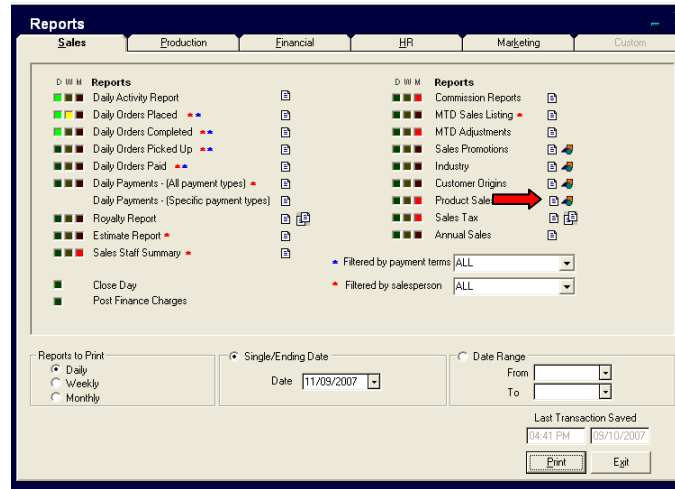 Reports
Sales Production Financial HR Marketing Custom
D W M Reports
Daily Activity Report
Daily Orders Placed **
Daily Orders Completed **
Daily Orders Picked Up **
Daily Orders Paid **
Daily Payments - (All payment types) *
Daily Payments - (Specific payment types)
Royalty Report
Estimate Report *
Sales Staff Summary *
Close Day
Post Finance Charges
D W M Reports
Commission Reports
MTD Sales Listing *
MTD Adjustments
Sales Promotions
Industry
Customer Origins
Product Sales
Sales Tax
Annual Sales
* Filtered by payment terms ALL
* Filtered by salesperson ALL
Reports to Print
Daily
Weekly
Monthly
Single/Ending Date
Date 11/09/2007
Date Range
From
To
Last Transaction Saved
04:41 PM 09/10/2007
Print Exit